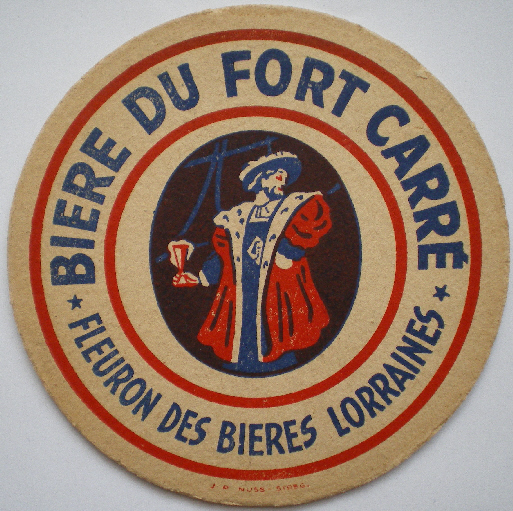 BIERE DU FORT CARRÉ
★ FLEURON DES BIERES LORRAINES ★